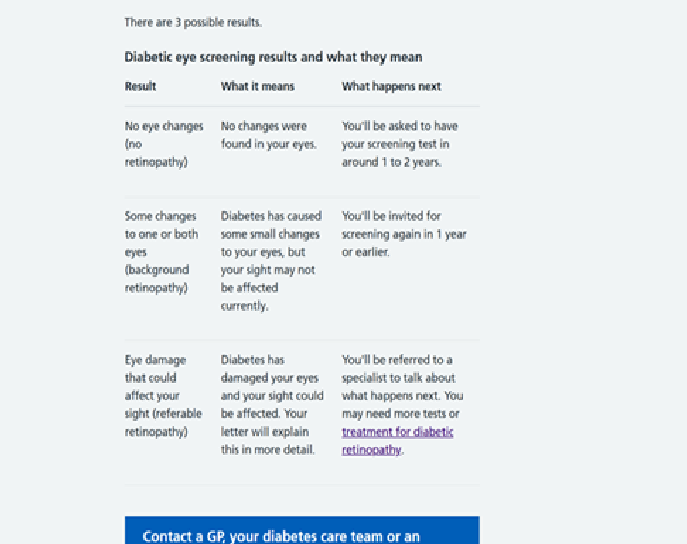 There are 3 possible results.
Diabetic eye screening results and what they mean
Result
What it means
What happens next
No eye changes
(no
retinopathy)
No changes were
found in your eyes.
You'll be asked to have
your screening test in
around 1 to 2 years.
Some changes
to one or both
eyes
(background
retinopathy)
Diabetes has caused
some small changes
to your eyes, but
your sight may not
be affected
currently.
You'll be invited for
screening again in 1 year
or earlier.
Eye damage
that could
affect your
sight (referable
retinopathy)
Diabetes has
damaged your eyes
and your sight could
be affected. Your
letter will explain
this in more detail.
You'll be referred to a
specialist to talk about
what happens next. You
may need more tests or
treatment for diabetic
retinopathy.
Contact a GP, your diabetes care team or an